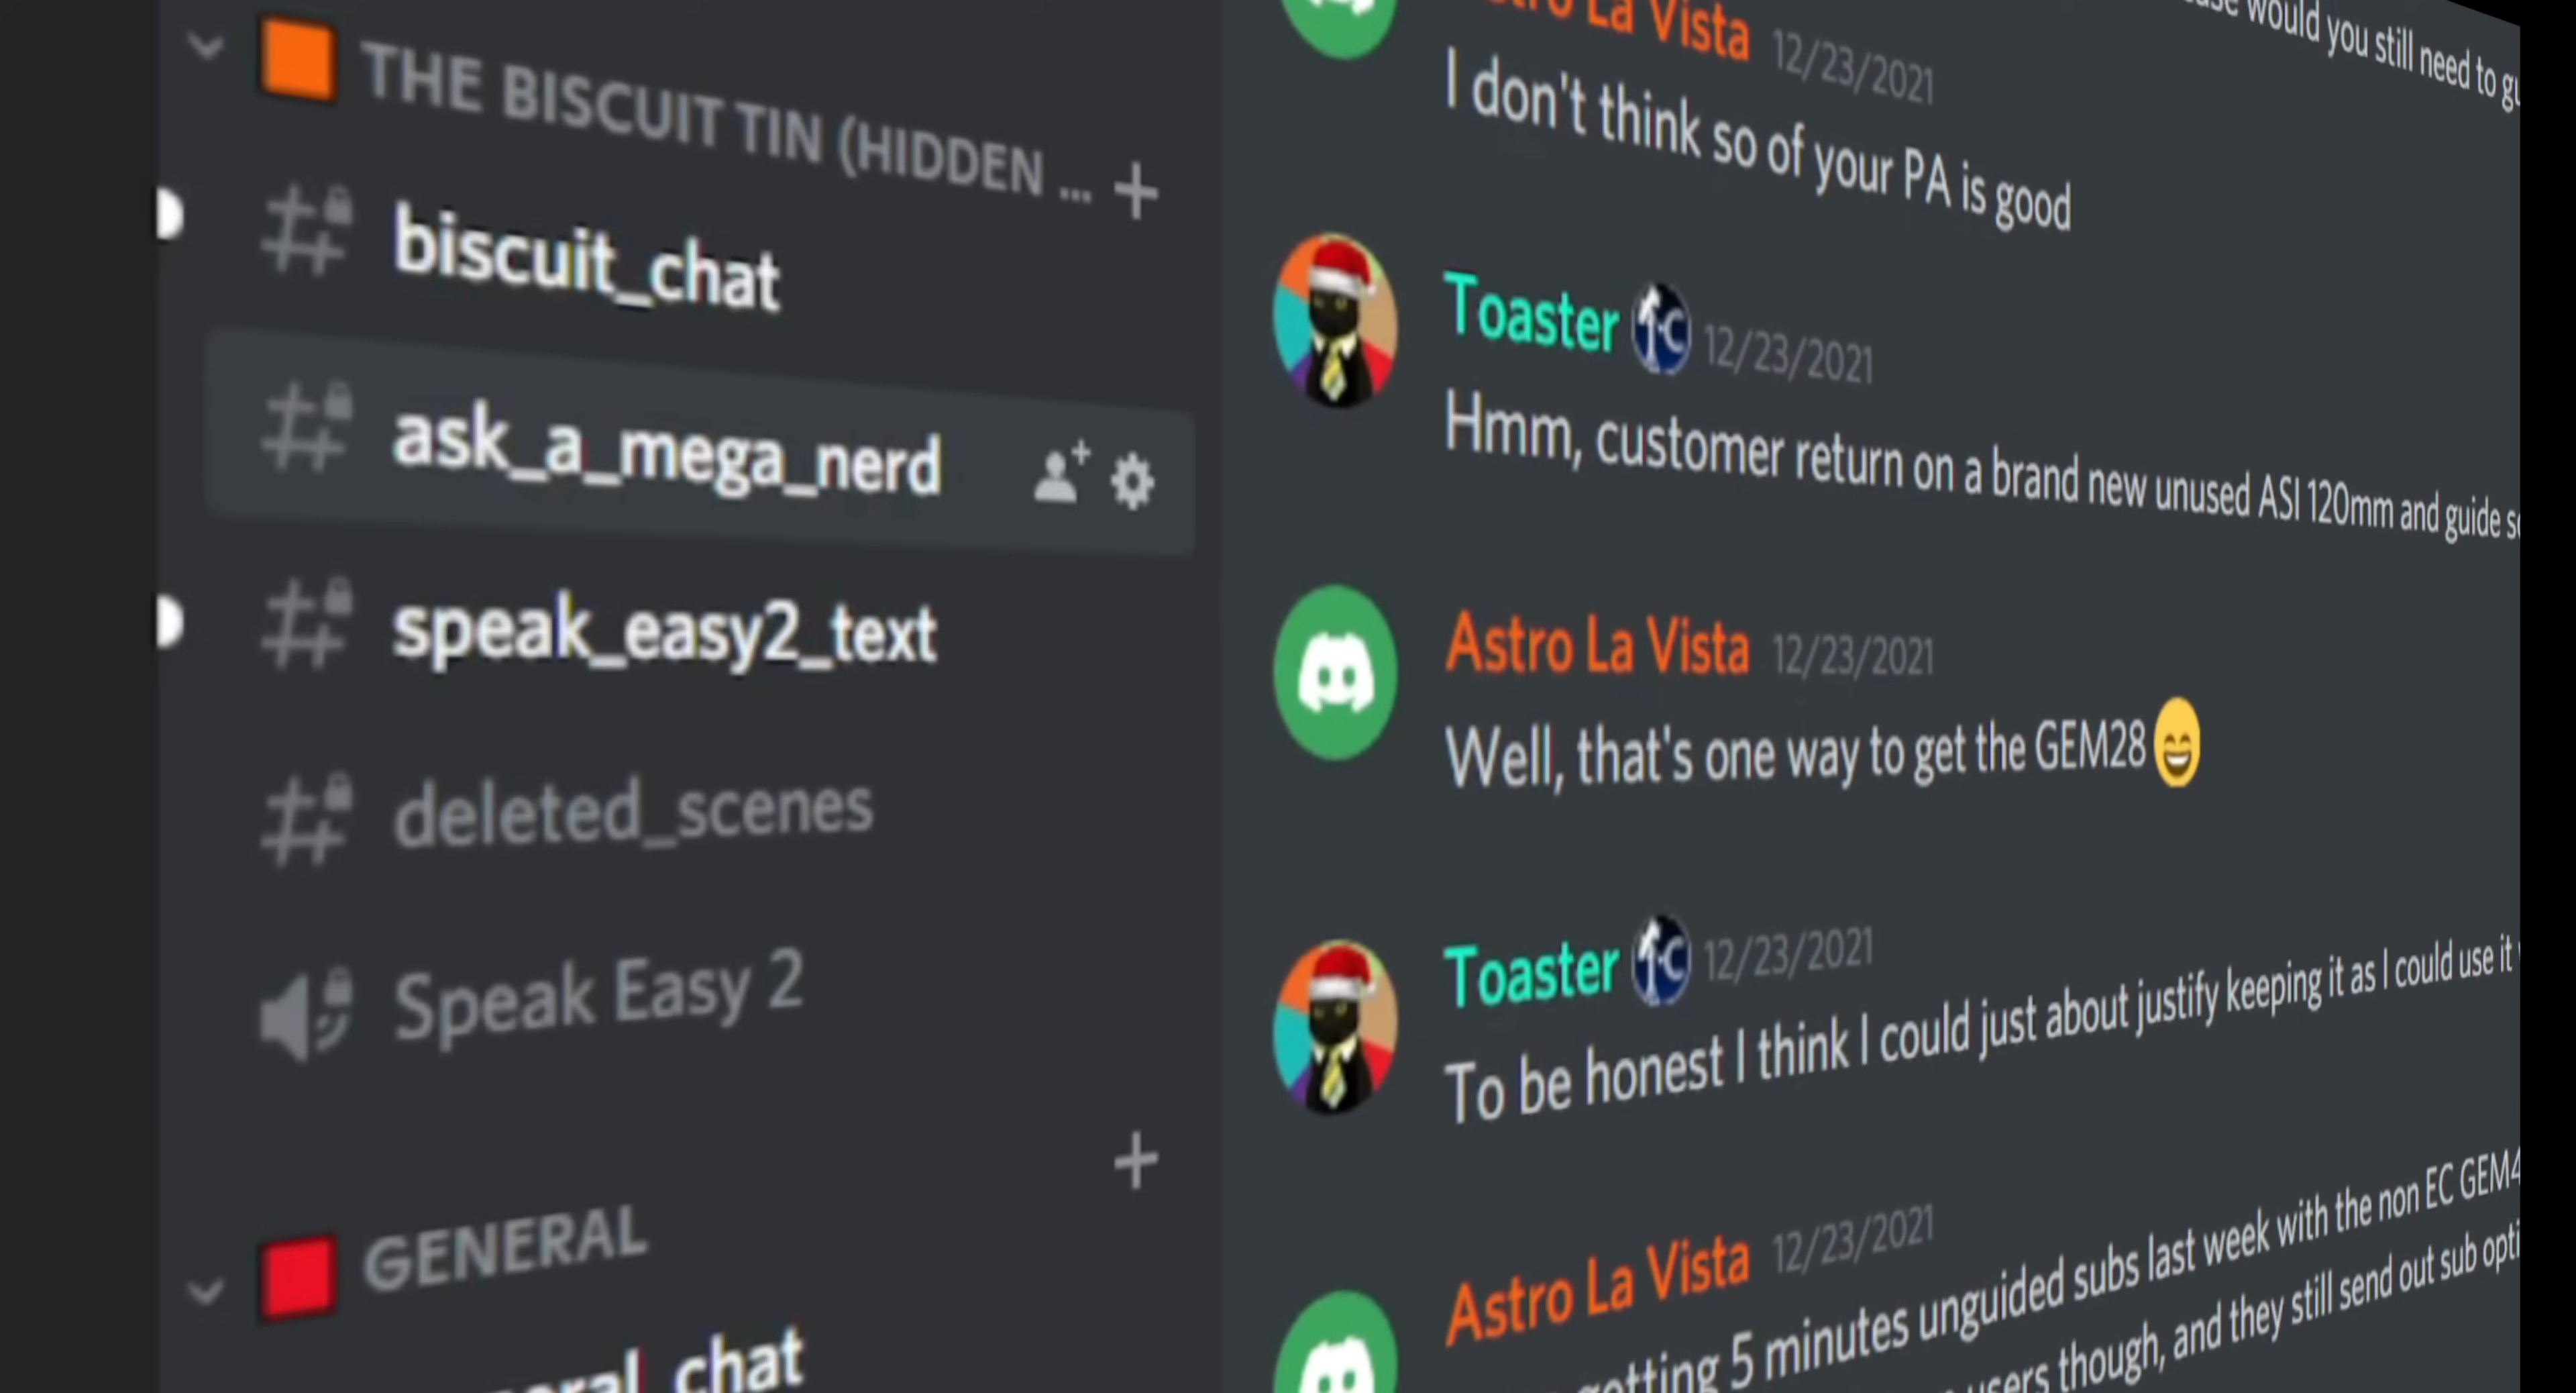 THE BISCUIT TIN (HIDDEN ...
biscuit_chat
ask_a_mega_nerd
speak_easy2_text
deleted_scenes
Speak Easy 2
GENERAL
chat
would you still need to
La Vista 12/23/2021
I don't think so of your PA is good
Toaster 12/23/2021
Hmm, customer return on a brand new unused ASI 120mm and guide
Astro La Vista 12/23/2021
Well, that's one way to get the GEM28
Toaster 12/23/2021
To be honest I think I could just about justify keeping it as I could use it
Astro La Vista 12/23/2021
getting 5 minutes unguided subs last week with the non EC GEM4
users though, and they still send out sub opti